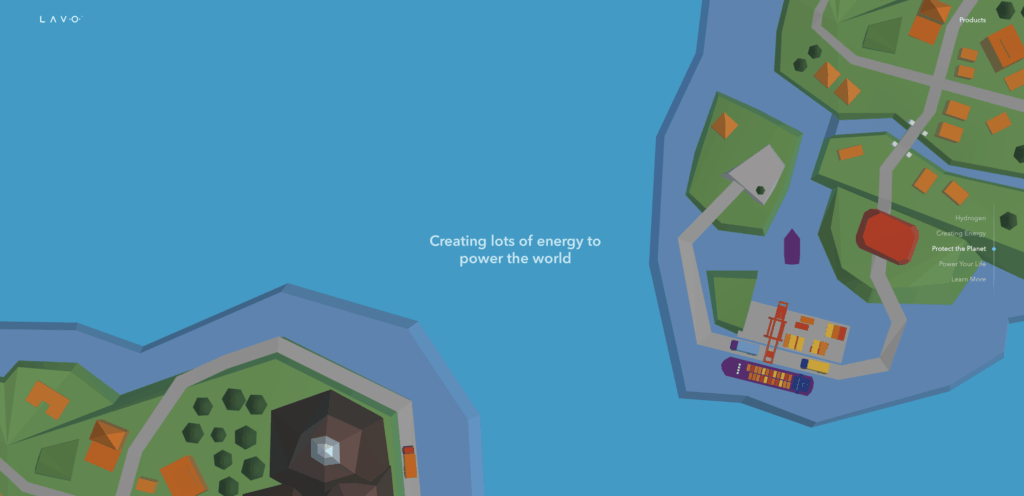 LAVO
Products
Creating lots of energy to
power the world
Hydrogen
Creating Energy
Protect the Planet
Power Your Life
Learn More